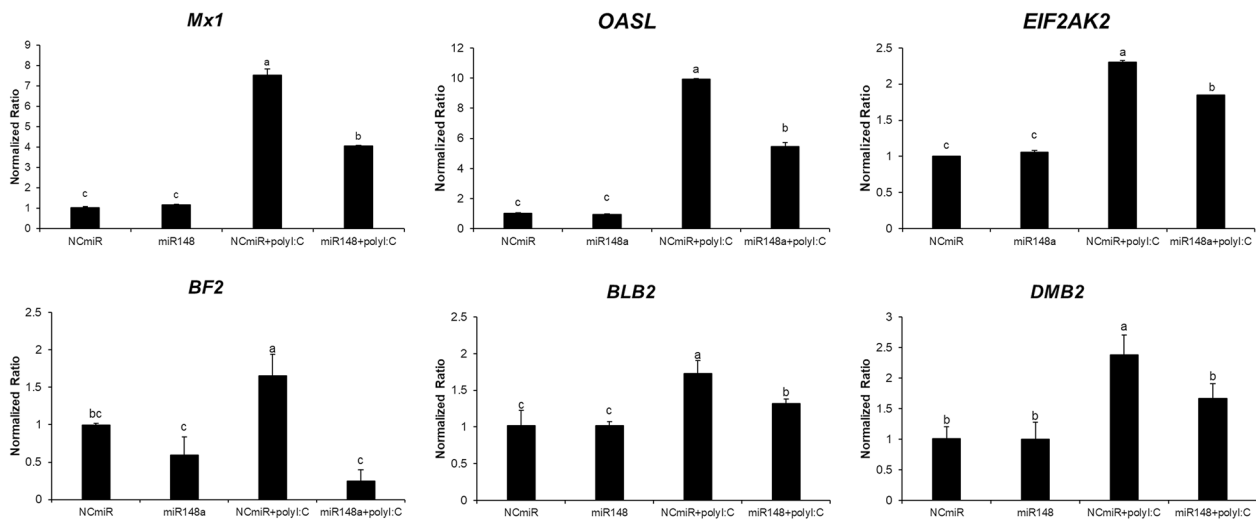 Mx1
Normalized Ratio
9
8
7
6
5
4
3
2
1
0
c
c
a
b
NCmiR
miR148
NCmiR+polyI:C
miR148+polyI:C
OASL
Normalized Ratio
12
10
8
6
4
2
0
c
c
a
b
NCmiR
miR148a
NCmiR+polyI:C
miR148a+polyI:C
EIF2AK2
Normalized Ratio
2.5
2
1.5
1
0.5
0
c
c
a
b
NCmiR
miR148a
NCmiR+polyI:C
miR148a+polyI:C
BF2
Normalized Ratio
2.5
2
1.5
1
0.5
0
bc
c
a
c
NCmiR
miR148a
NCmiR+polyI:C
miR148a+polyI:C
BLB2
Normalized Ratio
2.5
2
1.5
1
0.5
0
c
c
a
b
NCmiR
miR148
NCmiR+polyI:C
miR148+polyI:C
DMB2
Normalized Ratio
3
2.5
2
1.5
1
0.5
0
b
b
a
b
NCmiR
miR148
NCmiR+polyI:C
miR148+polyI:C